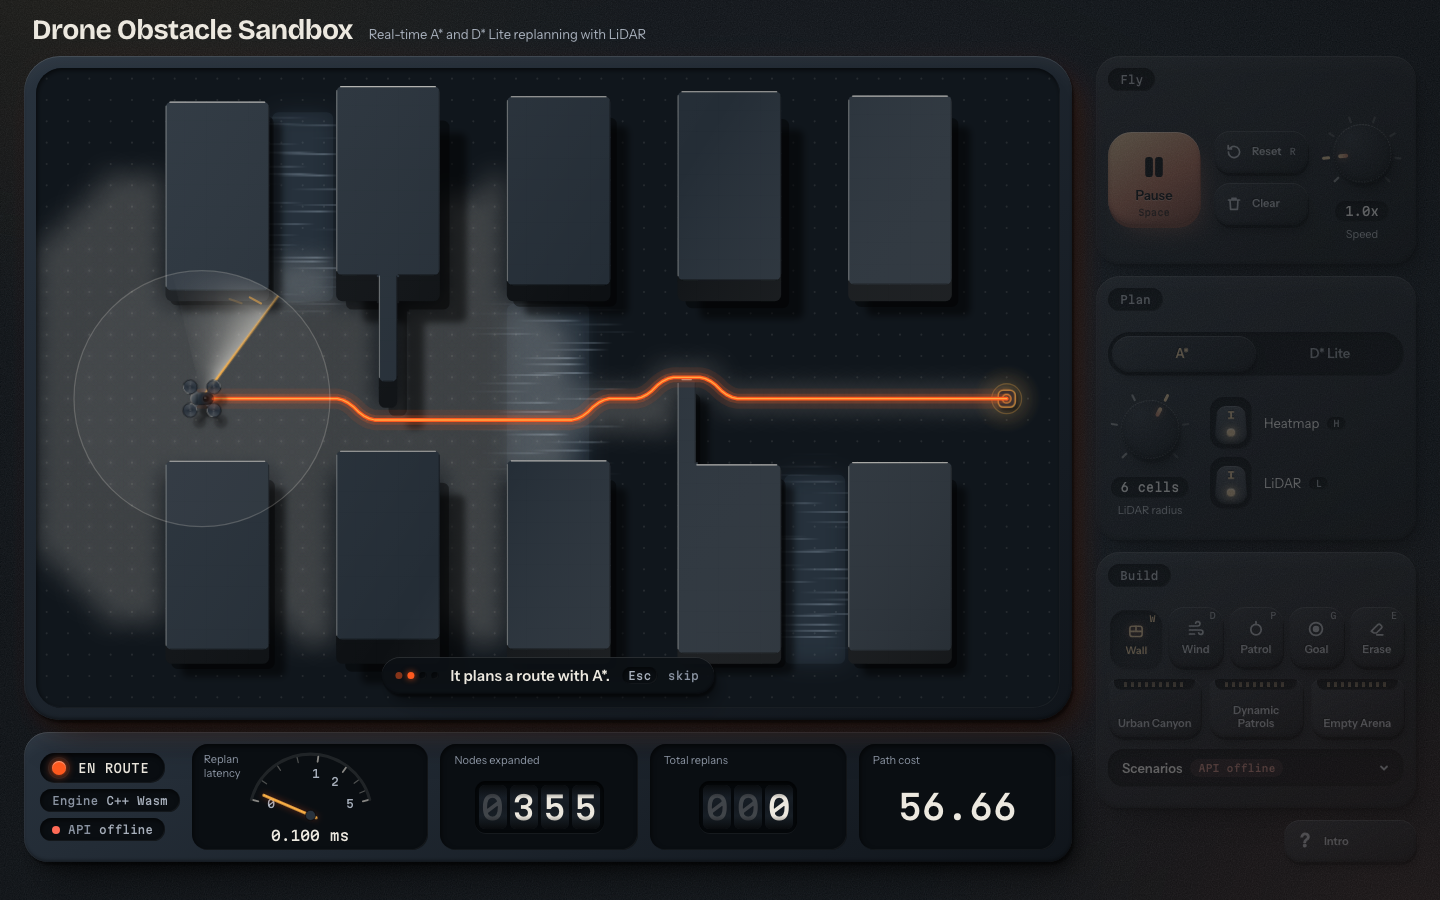 Drone Obstacle Sandbox Real-time A* and D* Lite replanning with LiDAR
Fly
Pause
Space
Reset R
Clear
1.0x
Speed
Plan
A* D* Lite
6 cells
LiDAR radius
Heatmap H
LiDAR L
Build
W
Wall
D
Wind
P
Patrol
G
Goal
E
Erase
Urban Canyon
Dynamic
Patrols
Empty Arena
Scenarios API offline
? Intro
It plans a route with A*. Esc skip
EN ROUTE
Engine C++ Wasm
API offline
Replan
latency
0 1 2 5
0.100 ms
Nodes expanded
0355
Total replans
000
Path cost
56.66